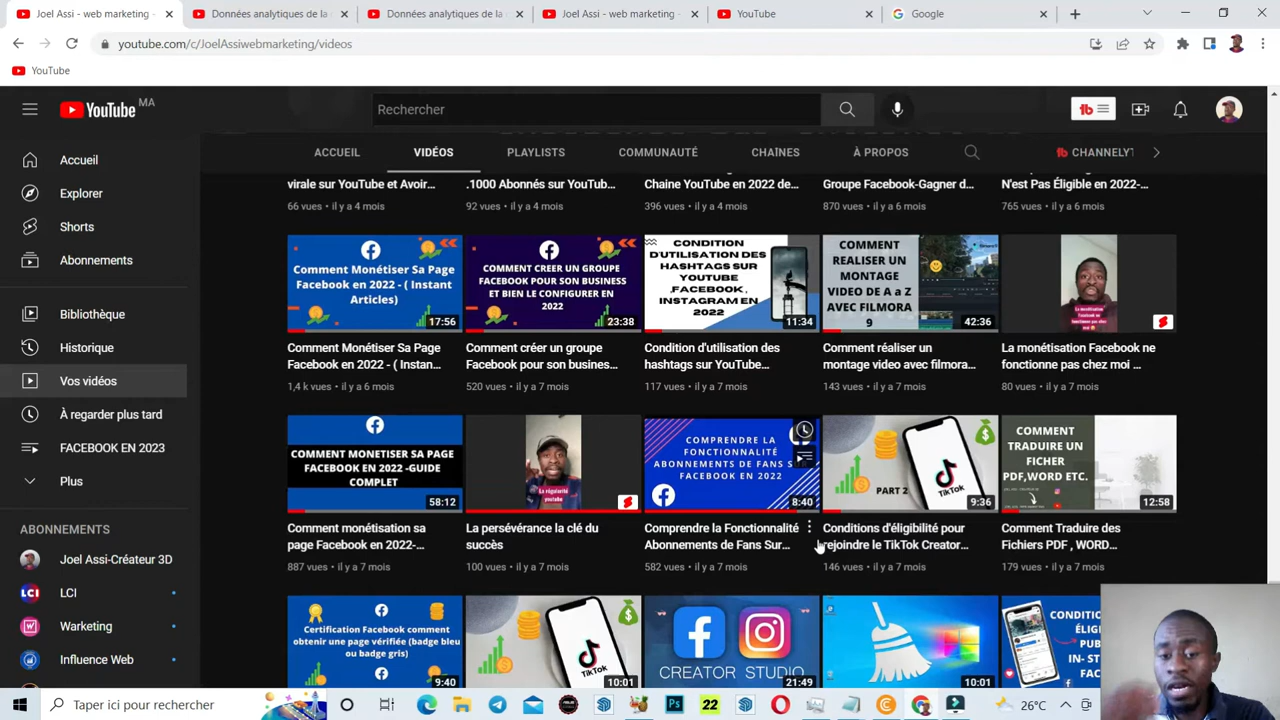 Joel Assi - web marketing -
Données analytiques de la
Données analytiques de la
Joel Assi - web marketing -
YouTube
Google
youtube.com/c/JoelAssiwebmarketing/videos
YouTube
YouTube MA
Rechercher
ACCUEIL
VIDÉOS
PLAYLISTS
COMMUNAUTÉ
CHAÎNES
À PROPOS
CHANNELYT
Accueil
Explorer
Shorts
Abonnements
Bibliothèque
Historique
Vos vidéos
À regarder plus tard
FACEBOOK EN 2023
Plus
ABONNEMENTS
Joel Assi-Créateur 3D
LCI
LCI
Warketing
Influence Web
virale sur YouTube et Avoir...
66 vues • il y a 4 mois
.1000 Abonnés sur YouTub...
92 vues • il y a 4 mois
Chaine YouTube en 2022 de...
396 vues • il y a 4 mois
Groupe Facebook-Gagner d...
870 vues • il y a 6 mois
N'est Pas Éligible en 2022-...
765 vues • il y a 6 mois
Comment Monétiser Sa Page
Facebook en 2022 - ( Instant
Articles)
17:56
Comment Monétiser Sa Page
Facebook en 2022 - ( Instan...
1,4 k vues • il y a 6 mois
COMMENT CREER UN GROUPE
FACEBOOK POUR SON BUSINESS
ET BIEN LE CONFIGURER EN
2022
23:38
Comment créer un groupe
Facebook pour son busines...
520 vues • il y a 7 mois
CONDITION
D'UTILISATION DES
HASHTAGS SUR
YOUTUBE
,FACEBOOK ,
INSTAGRAM EN
2022
11:34
Condition d'utilisation des
hashtags sur YouTube...
117 vues • il y a 7 mois
COMMENT
REALISER UN
MONTAGE
VIDEO DE A a Z
AVEC FILMORA
9
42:36
Comment réaliser un
montage video avec filmora...
143 vues • il y a 7 mois
La monétisation Facebook ne
fonctionne pas chez moi ...
80 vues • il y a 7 mois
COMMENT MONETISER SA PAGE
FACEBOOK EN 2022 -GUIDE
COMPLET
58:12
Comment monétisation sa
page Facebook en 2022-...
887 vues • il y a 7 mois
La régularité
youtube
La persévérance la clé du
succès
100 vues • il y a 7 mois
COMPRENDRE LA
FONCTIONNALITÉ
ABONNEMENTS DE FANS SUR
FACEBOOK EN 2022
8:40
Comprendre la Fonctionnalité
Abonnements de Fans Sur...
582 vues • il y a 7 mois
TikTok
PART 2
9:36
Conditions d'éligibilité pour
rejoindre le TikTok Creator...
146 vues • il y a 7 mois
COMMENT
TRADUIRE UN
FICHER
PDF,WORD
ETC.
12:58
Comment Traduire des
Fichiers PDF , WORD...
179 vues • il y a 7 mois
Certification Facebook comment
obtenir une page vérifiée (badge bleu
ou badge gris)
9:40
TikTok
10:01
CREATOR STUDIO
21:49
10:01
Taper ici pour rechercher
Ps
22
26°C